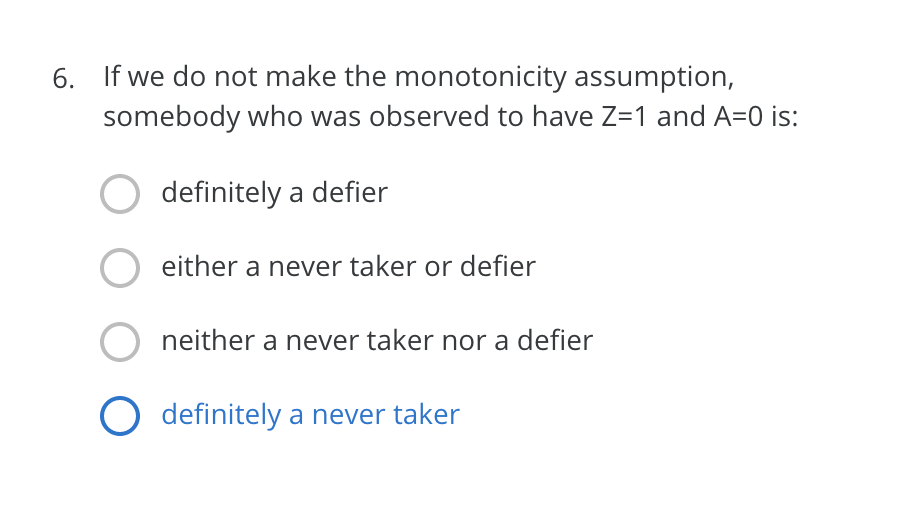 6. If we do not make the monotonicity assumption,
somebody who was observed to have Z=1 and A=0 is:
definitely a defier
either a never taker or defier
neither a never taker nor a defier
definitely a never taker